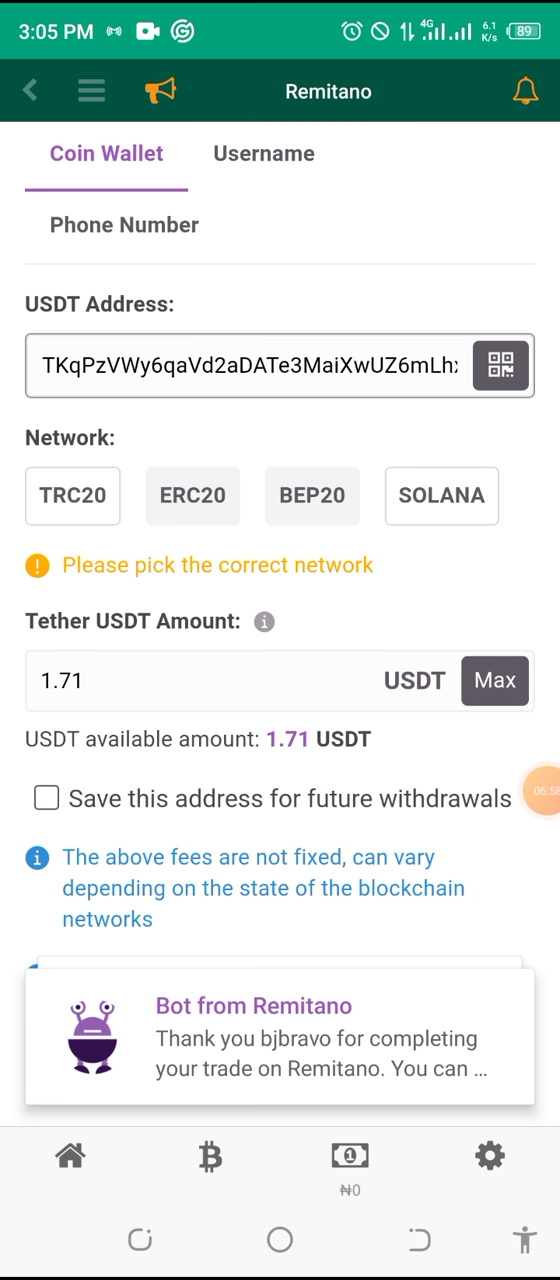 3:05 PM
4G
6.1
K/s
89
Remitano
Coin Wallet Username
Phone Number
USDT Address:
TKqPzVWy6qaVd2aDATe3MaiXwUZ6mLh
Network:
TRC20 ERC20 BEP20 SOLANA
Please pick the correct network
Tether USDT Amount:
1.71 USDT Max
USDT available amount: 1.71 USDT
Save this address for future withdrawals
06:58
The above fees are not fixed, can vary
depending on the state of the blockchain
networks
Bot from Remitano
Thank you bjbravo for completing
your trade on Remitano. You can ...
₦0